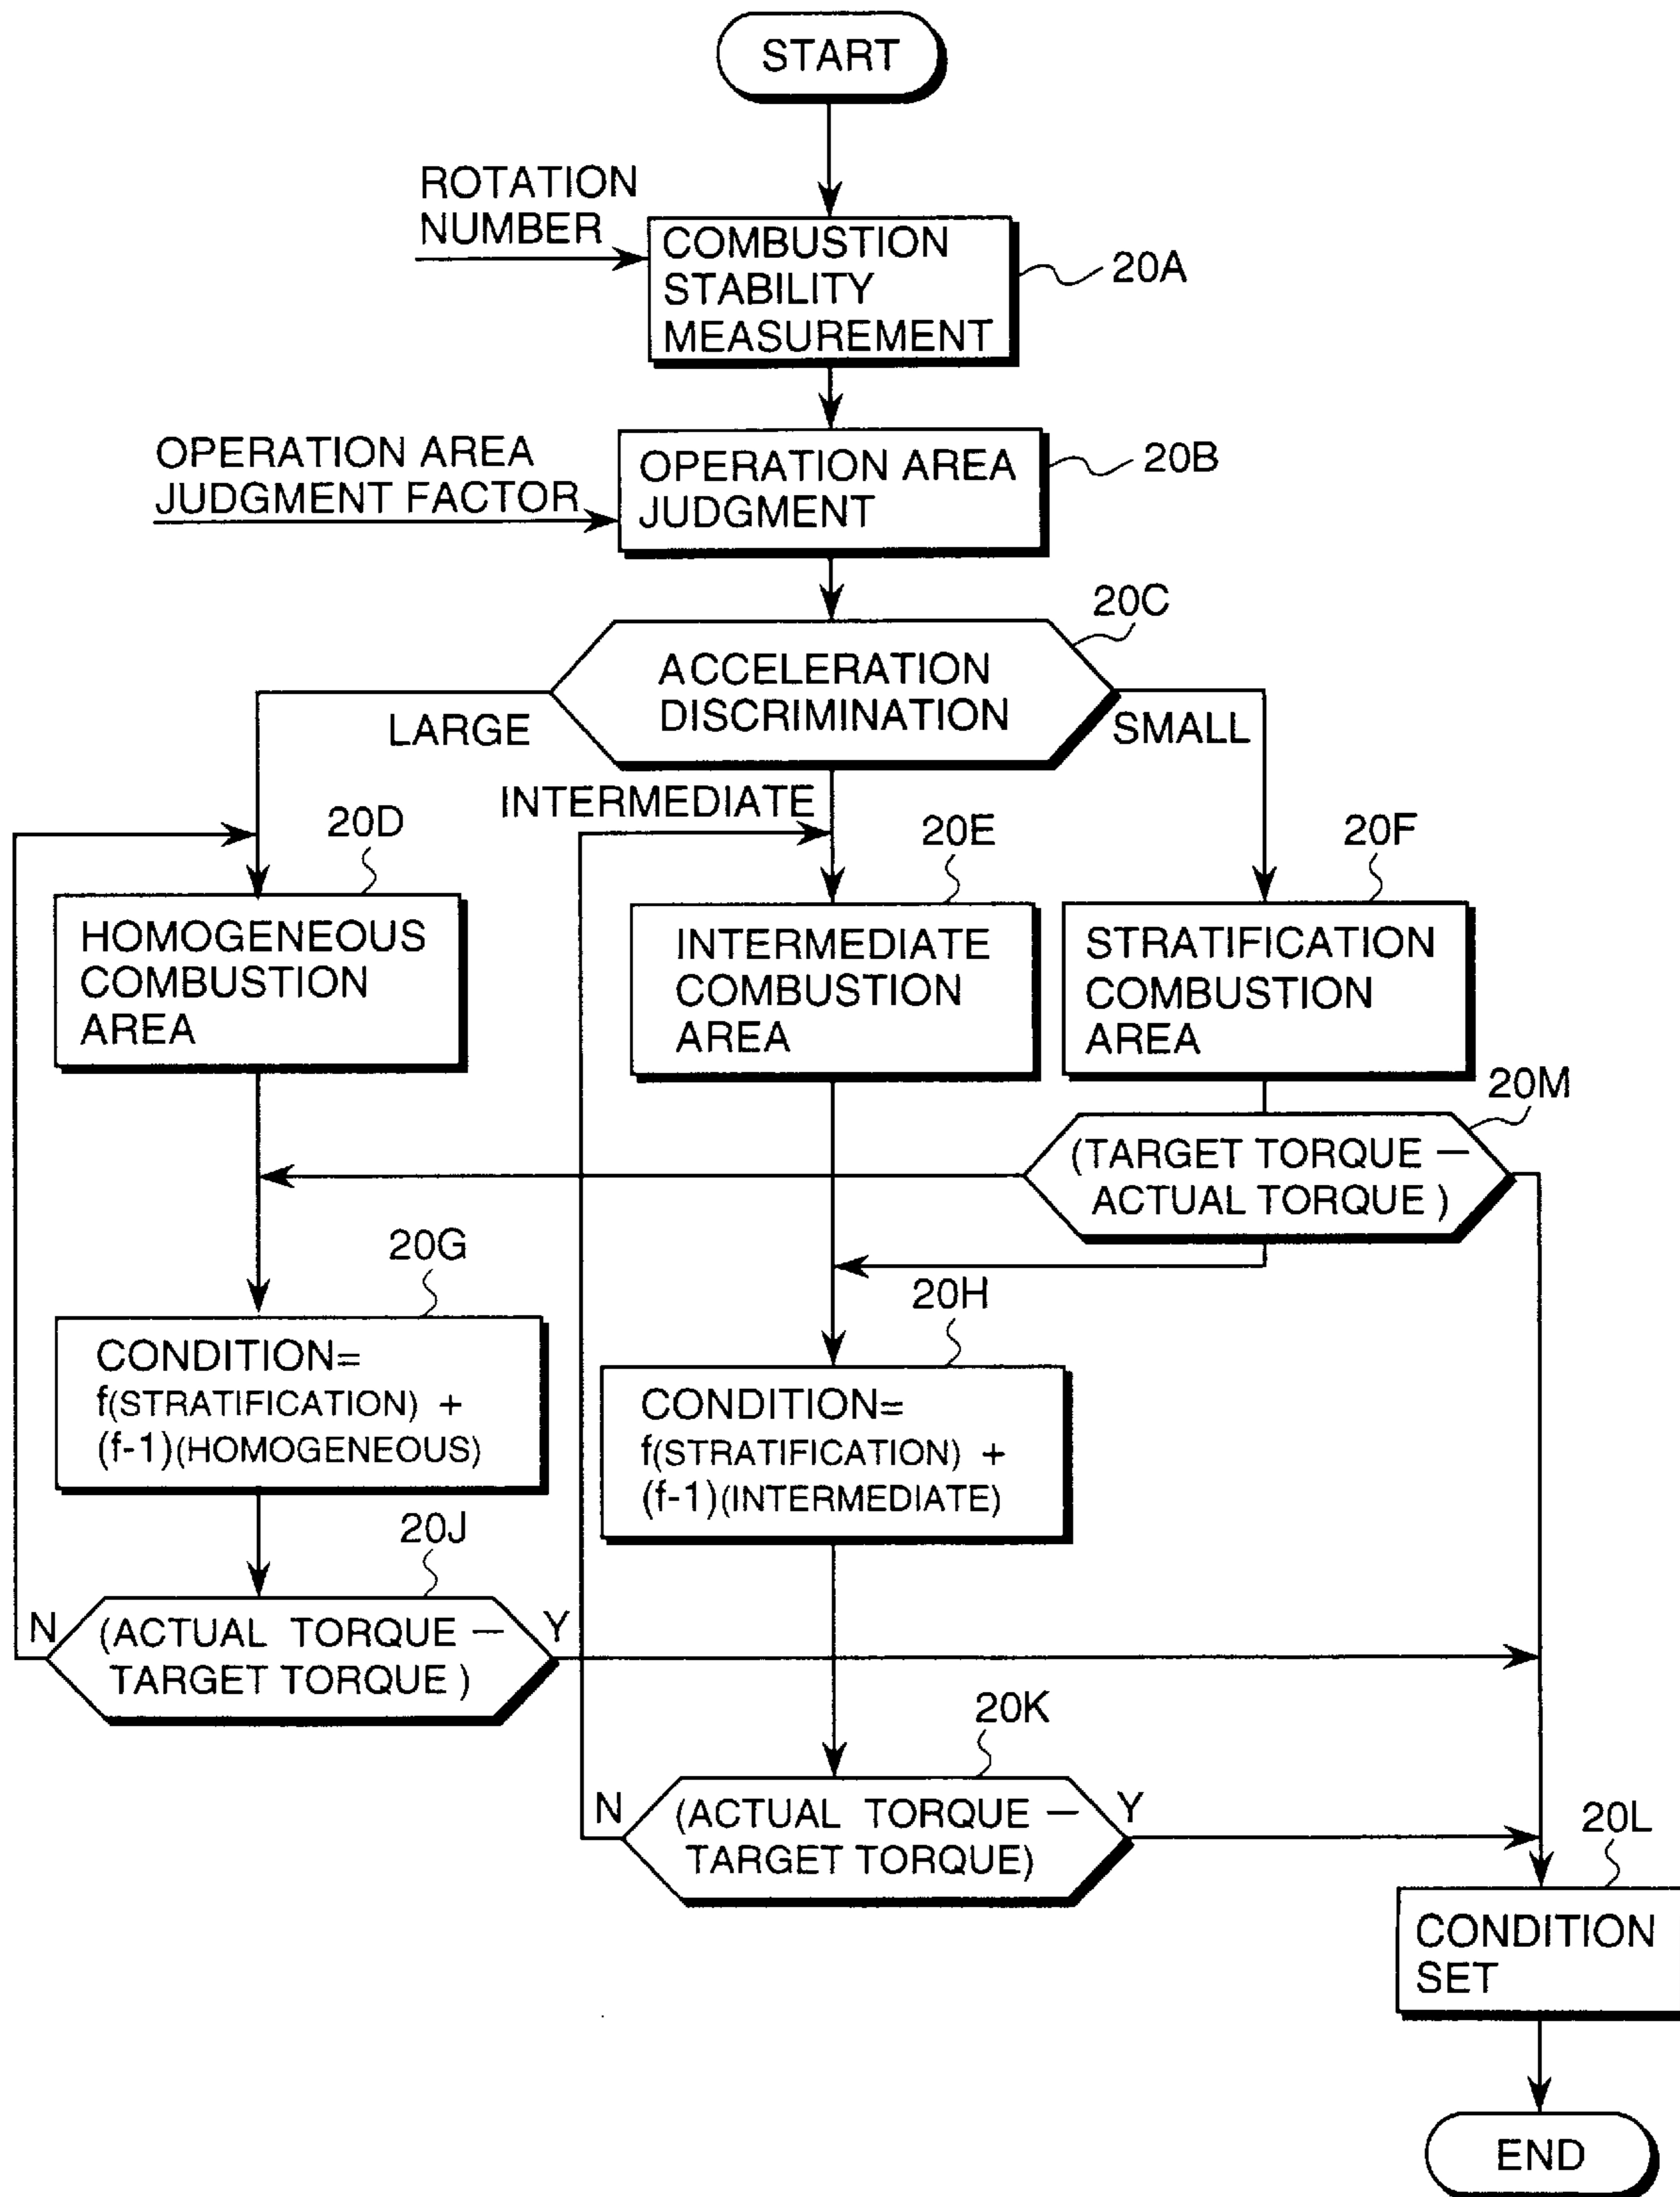 START
ROTATION
NUMBER
COMBUSTION
STABILITY
MEASUREMENT
20A
OPERATION AREA
JUDGMENT FACTOR
OPERATION AREA
JUDGMENT
20B
20C
ACCELERATION
DISCRIMINATION
LARGE
SMALL
INTERMEDIATE
20D
20E
20F
HOMOGENEOUS
COMBUSTION
AREA
INTERMEDIATE
COMBUSTION
AREA
STRATIFICATION
COMBUSTION
AREA
20M
(TARGET TORQUE —
ACTUAL TORQUE )
20G
20H
CONDITION=
f(STRATIFICATION) +
(f-1)(HOMOGENEOUS)
CONDITION=
f(STRATIFICATION) +
(f-1)(INTERMEDIATE)
20J
N
(ACTUAL TORQUE —
TARGET TORQUE )
Y
20K
N
(ACTUAL TORQUE —
TARGET TORQUE)
Y
20L
CONDITION
SET
END